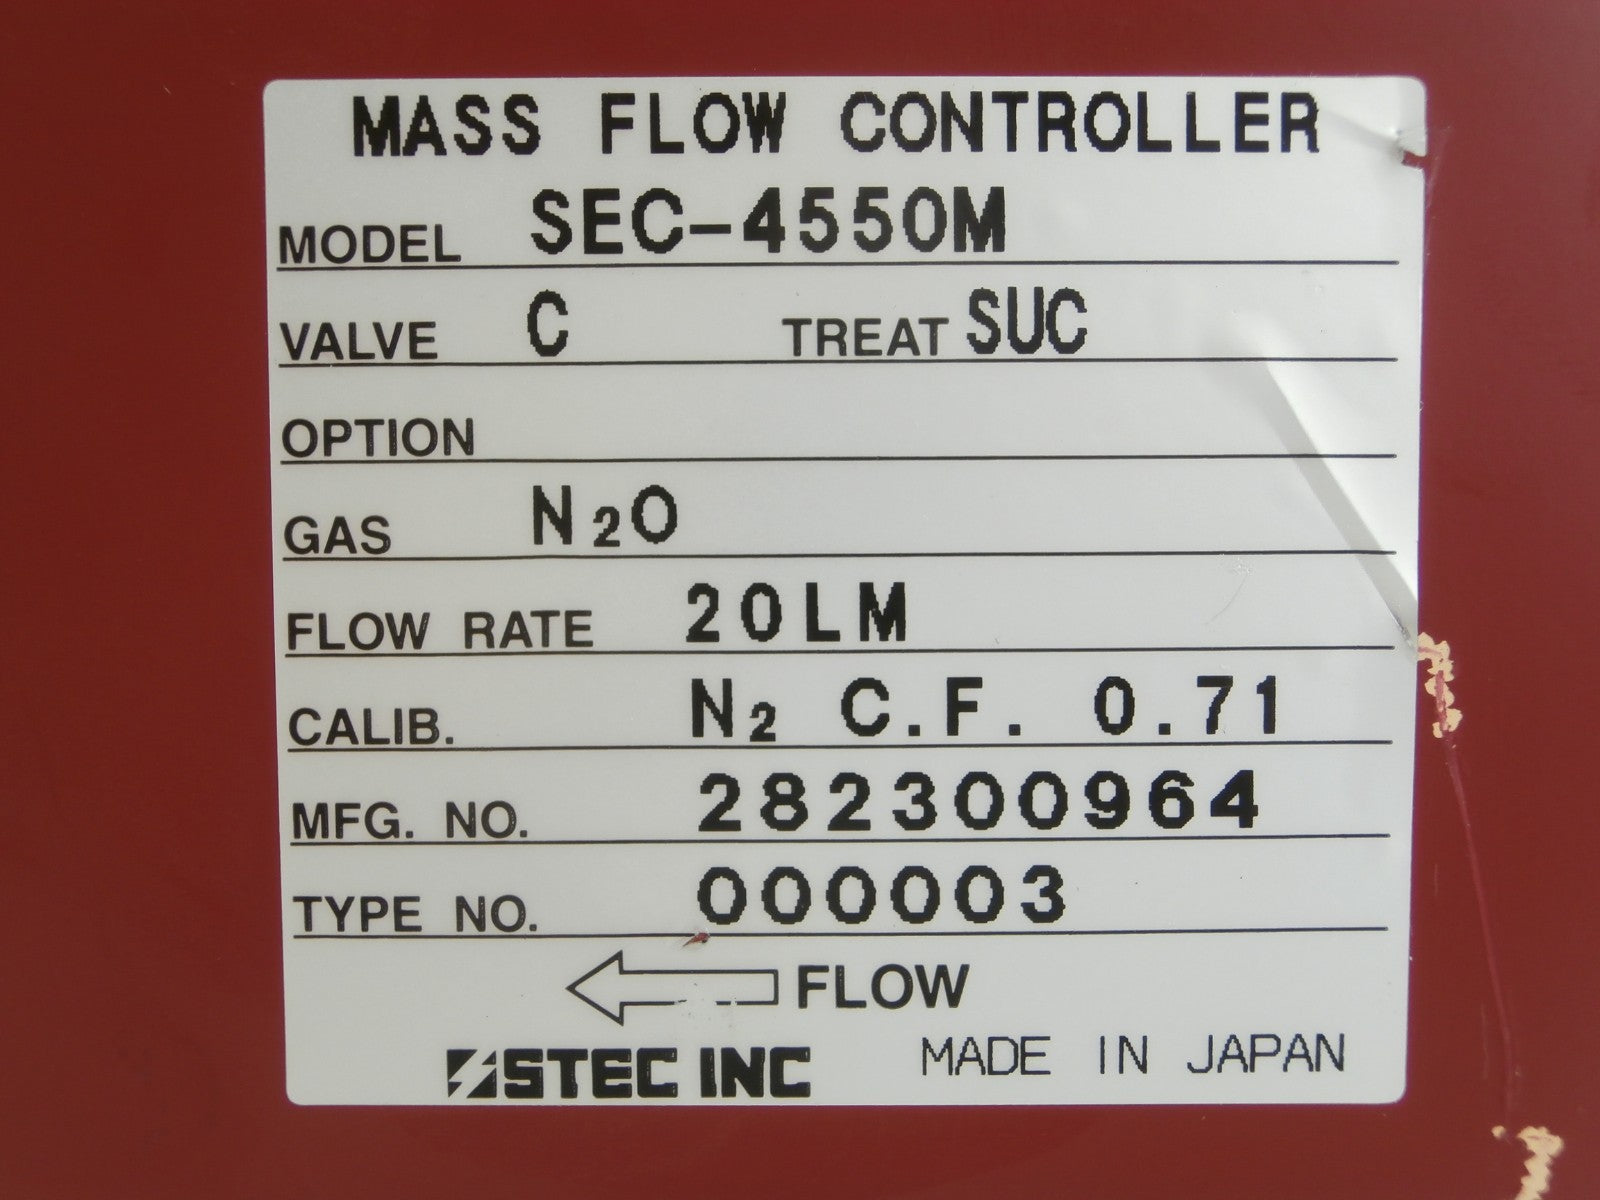 MASS FLOW CONTROLLER
MODEL SEC-4550M
VALVE C TREAT SUC
OPTION
GAS N₂O
FLOW RATE 20LM
CALIB. N₂ C.F. 0.71
MFG. NO. 282300964
TYPE NO. 000003
FLOW
STEC INC MADE IN JAPAN